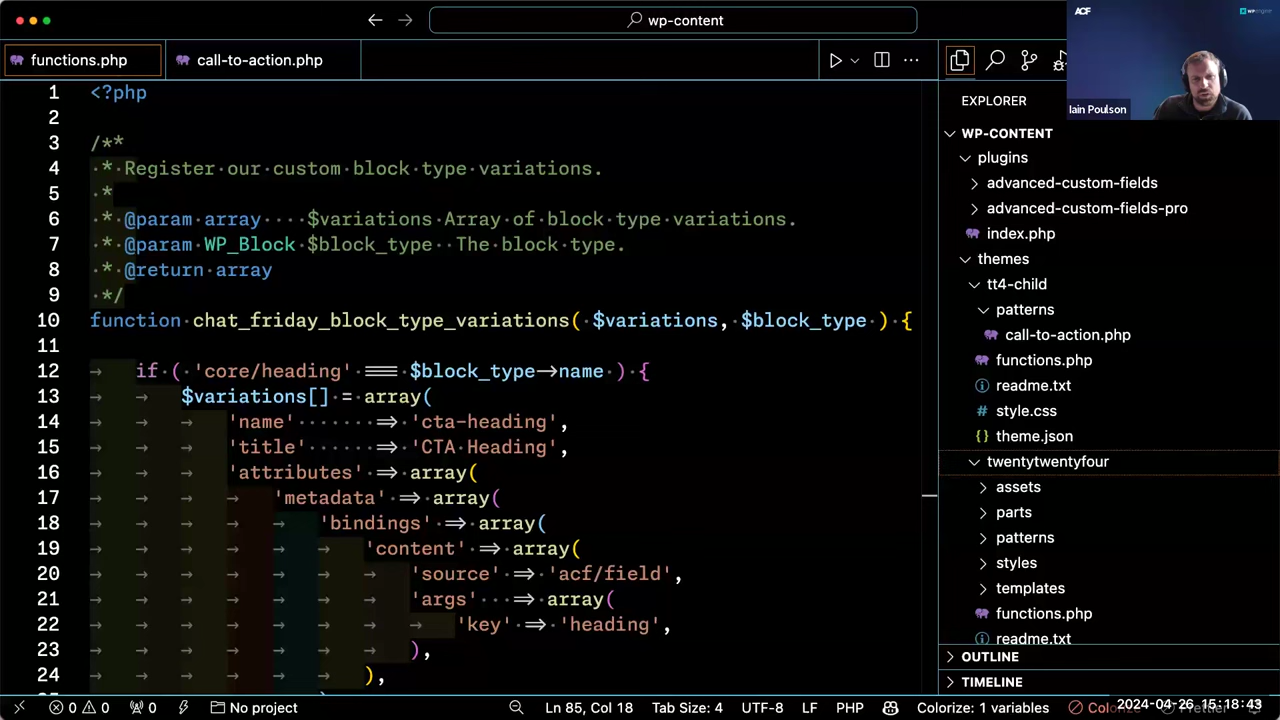 wp-content
ACF
WP engine
functions.php
call-to-action.php
Iain Poulson
1 <?php
2
3 /**
4 * Register our custom block type variations.
5 *
6 * @param array    $variations Array of block type variations.
7 * @param WP_Block $block_type  The block type.
8 * @return array
9 */
10 function chat_friday_block_type_variations( $variations, $block_type ) {
11
12 if ( 'core/heading' === $block_type->name ) {
13 $variations[] = array(
14 'name'       => 'cta-heading',
15 'title'      => 'CTA Heading',
16 'attributes' => array(
17 'metadata' => array(
18 'bindings' => array(
19 'content' => array(
20 'source' => 'acf/field',
21 'args'   => array(
22 'key' => 'heading',
23 ),
24 ),
EXPLORER
WP-CONTENT
plugins
advanced-custom-fields
advanced-custom-fields-pro
index.php
themes
tt4-child
patterns
call-to-action.php
functions.php
readme.txt
style.css
theme.json
twentytwentyfour
assets
parts
patterns
styles
templates
functions.php
readme.txt
OUTLINE
TIMELINE
0 0 0 No project Ln 85, Col 18 Tab Size: 4 UTF-8 LF PHP Colorize: 1 variables
2024-04-26 15:18:43